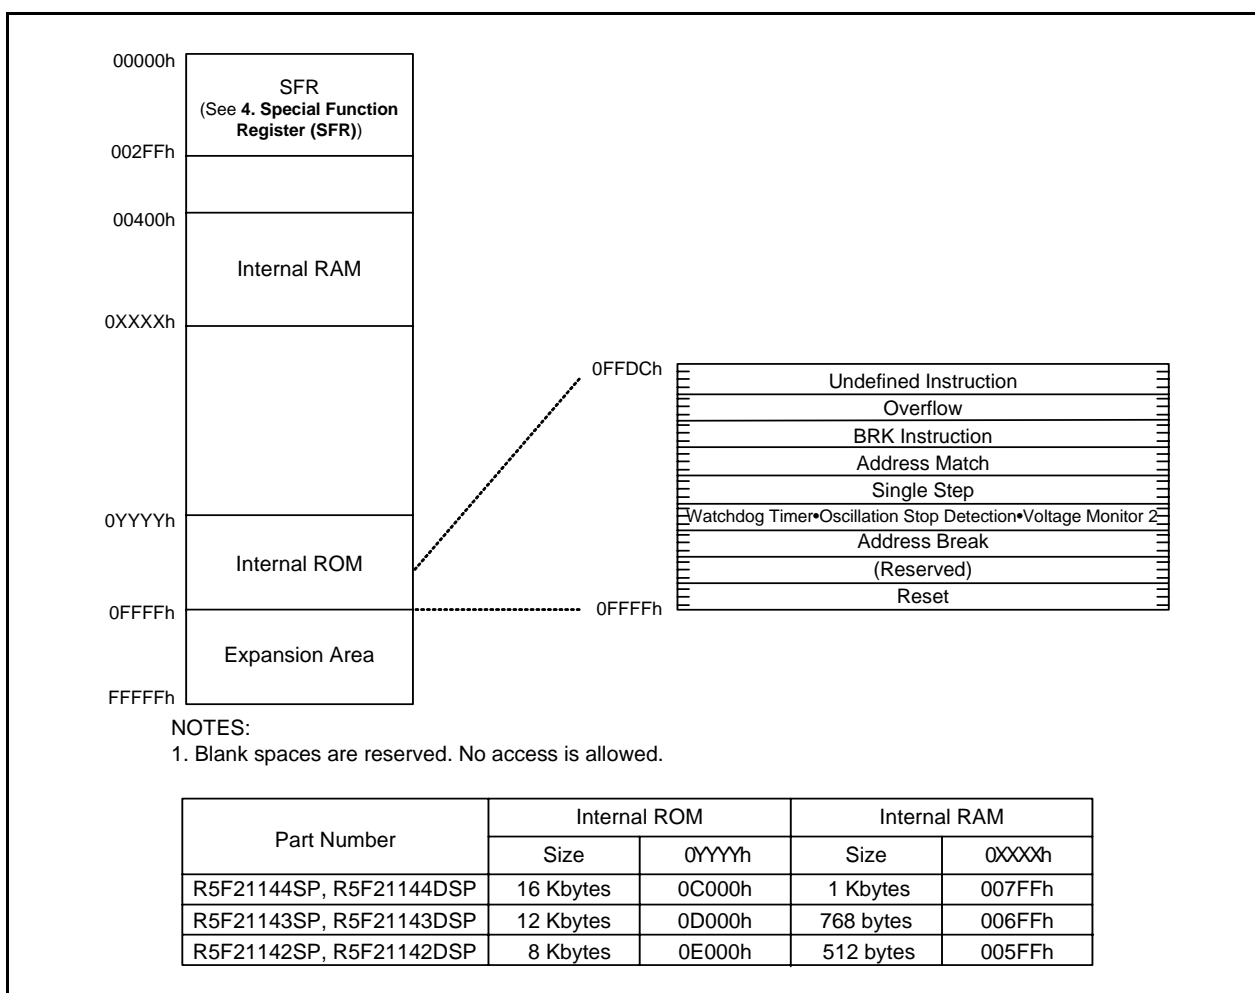 00000h
SFR
(See 4. Special Function
Register (SFR))
002FFh
00400h
Internal RAM
0XXXXh
0FFDCh
Undefined Instruction
Overflow
BRK Instruction
Address Match
Single Step
0YYYYh
Watchdog Timer•Oscillation Stop Detection•Voltage Monitor 2
Address Break
Internal ROM
(Reserved)
Reset
0FFFFh
0FFFFh
Expansion Area
FFFFFh
NOTES:
1. Blank spaces are reserved. No access is allowed.
Part Number Internal ROM Internal RAM
Size 0YYYYh Size 0XXXXh
R5F21144SP, R5F21144DSP 16 Kbytes 0C000h 1 Kbytes 007FFh
R5F21143SP, R5F21143DSP 12 Kbytes 0D000h 768 bytes 006FFh
R5F21142SP, R5F21142DSP 8 Kbytes 0E000h 512 bytes 005FFh